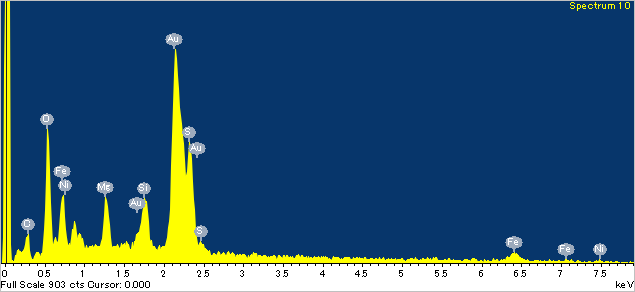 Spectrum 10
Au
O
S
Au
Fe
Ni
Mg
Si
Au
S
Fe
Fe
Ni
0 0.5 1 1.5 2 2.5 3 3.5 4 4.5 5 5.5 6 6.5 7 7.5
Full Scale 903 cts Cursor: 0.000 keV